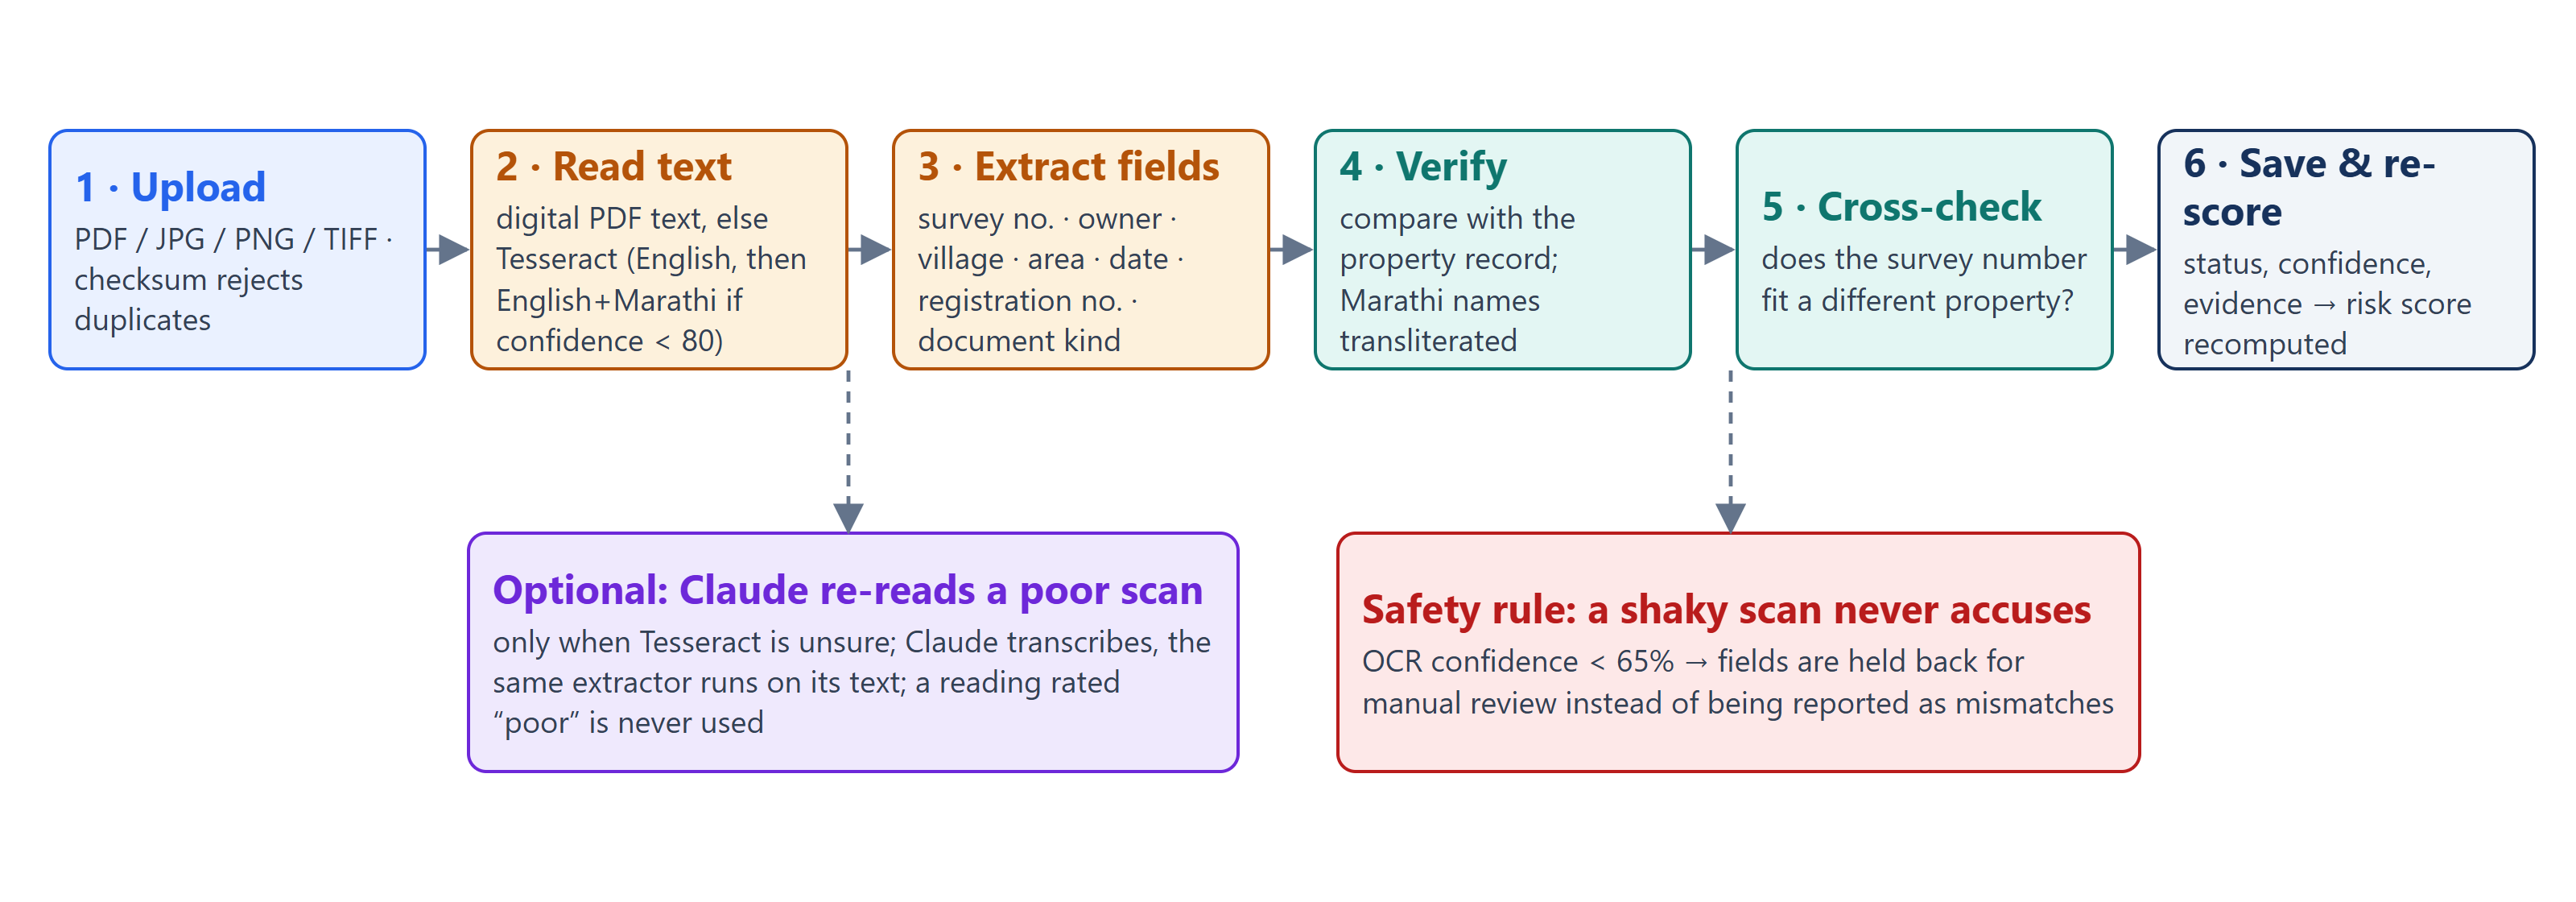 1 · Upload
PDF / JPG / PNG / TIFF ·
checksum rejects
duplicates
2 · Read text
digital PDF text, else
Tesseract (English, then
English+Marathi if
confidence < 80)
3 · Extract fields
survey no. · owner ·
village · area · date ·
registration no. ·
document kind
4 · Verify
compare with the
property record;
Marathi names
transliterated
5 · Cross-check
does the survey number
fit a different property?
6 · Save & re-
score
status, confidence,
evidence → risk score
recomputed
Optional: Claude re-reads a poor scan
only when Tesseract is unsure; Claude transcribes, the
same extractor runs on its text; a reading rated
“poor” is never used
Safety rule: a shaky scan never accuses
OCR confidence < 65% → fields are held back for
manual review instead of being reported as mismatches